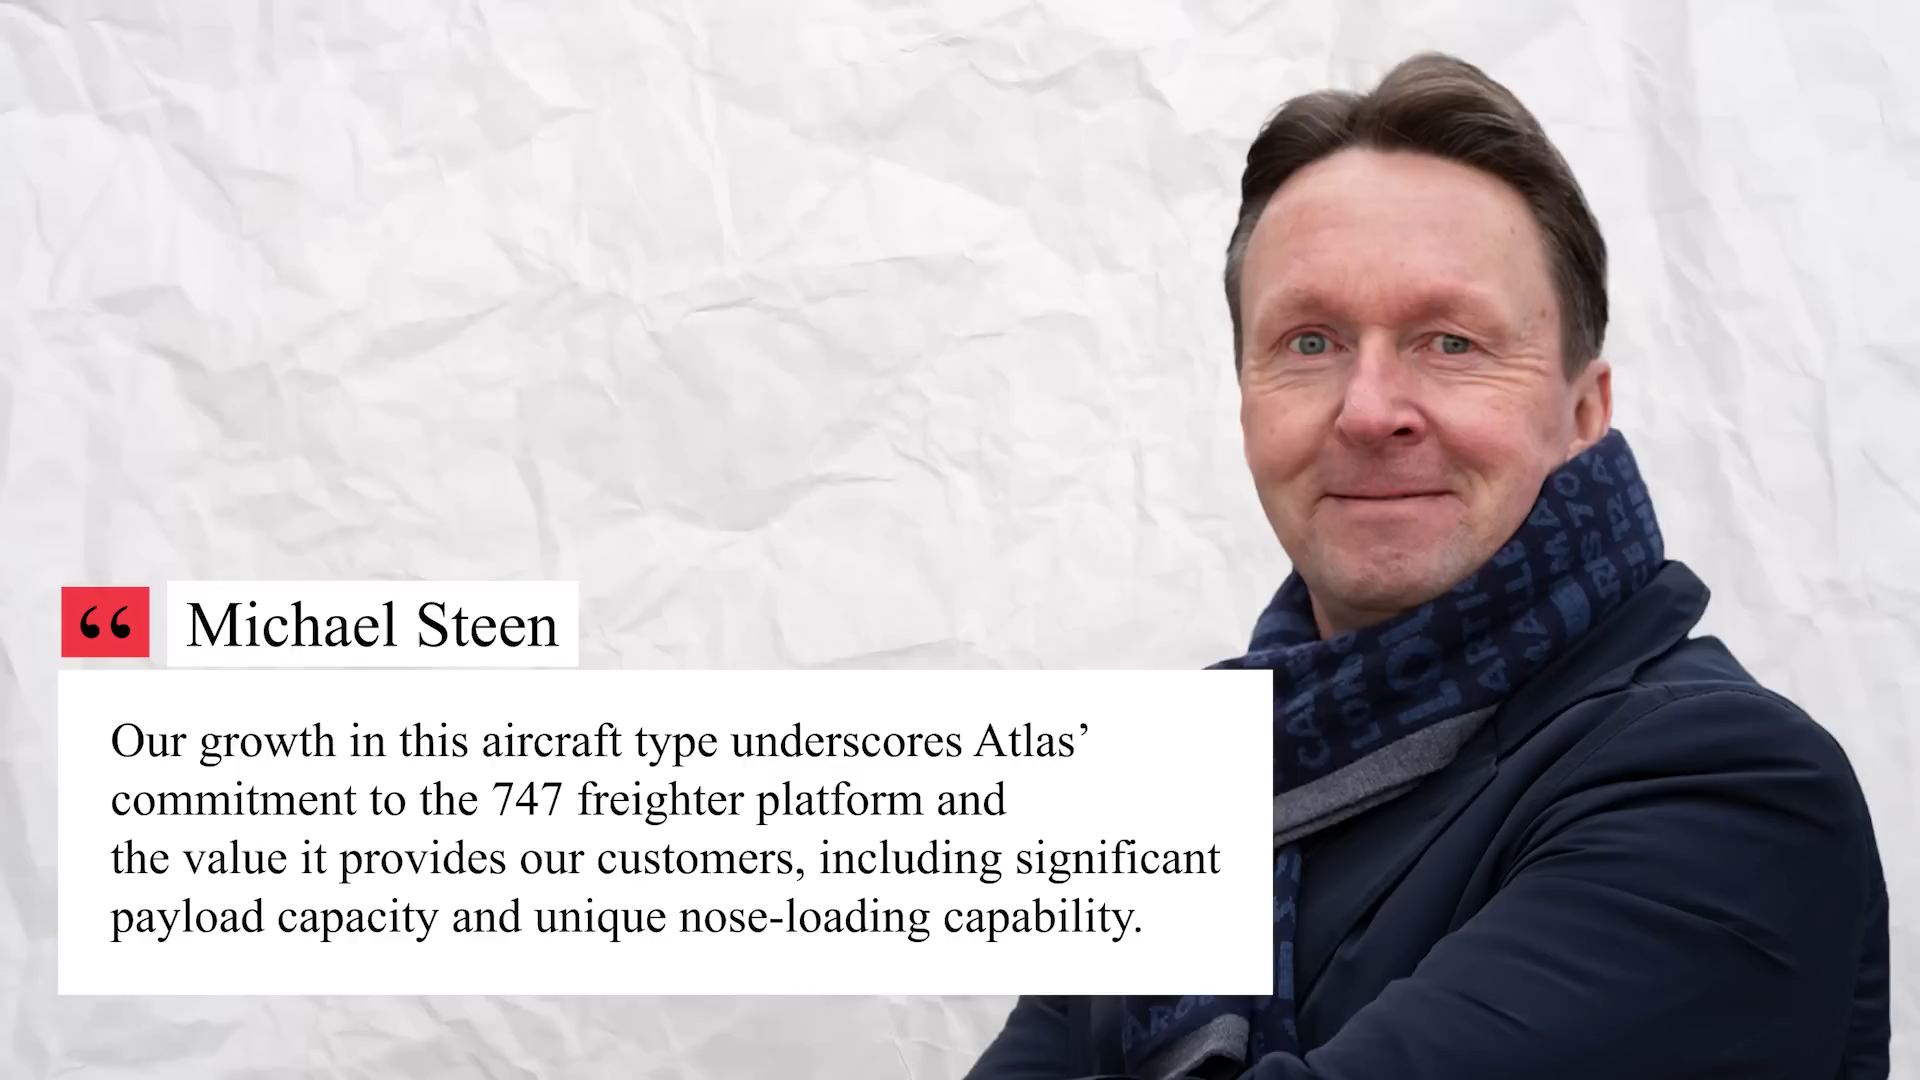 “
Michael Steen
Our growth in this aircraft type underscores Atlas’
commitment to the 747 freighter platform and
the value it provides our customers, including significant
payload capacity and unique nose-loading capability.